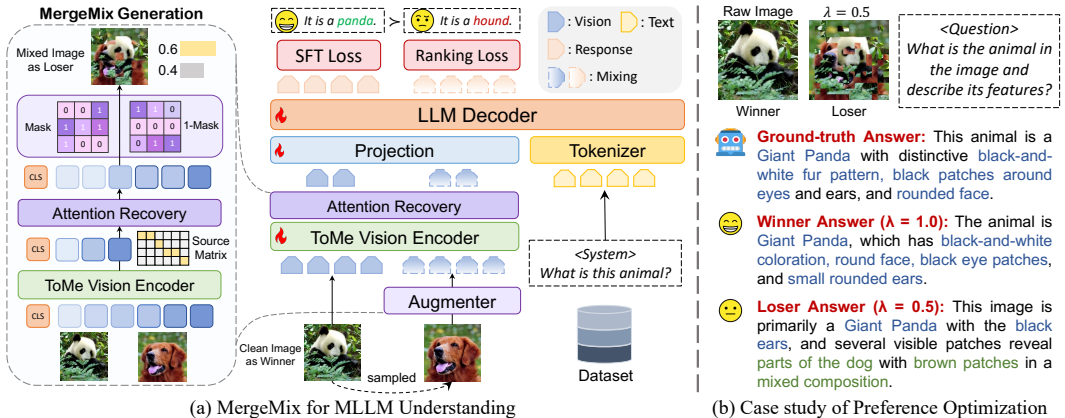 MergeMix Generation
Mixed Image
as Loser
0.6
0.4
Mask
0 0 1
1 1 0
0 0 0
1 1 0
0 0 1
1 1 1
1-Mask
CLS
Attention Recovery
CLS
Source
Matrix
ToMe Vision Encoder
CLS
It is a panda.
≻
It is a hound.
SFT Loss
Ranking Loss
: Vision
: Text
: Response
: Mixing
LLM Decoder
Projection
Tokenizer
Attention Recovery
ToMe Vision Encoder
<System>
What is this animal?
Augmenter
Clean Image
as Winner
sampled
Dataset
(a) MergeMix for MLLM Understanding
Raw Image
λ = 0.5
Winner
Loser
<Question>
What is the animal in
the image and
describe its features?
Ground-truth Answer: This animal is a
Giant Panda with distinctive black-and-
white fur pattern, black patches around
eyes and ears, and rounded face.
Winner Answer (λ = 1.0): The animal is
Giant Panda, which has black-and-white
coloration, round face, black eye patches,
and small rounded ears.
Loser Answer (λ = 0.5): This image is
primarily a Giant Panda with the black
ears, and several visible patches reveal
parts of the dog with brown patches in a
mixed composition.
(b) Case study of Preference Optimization